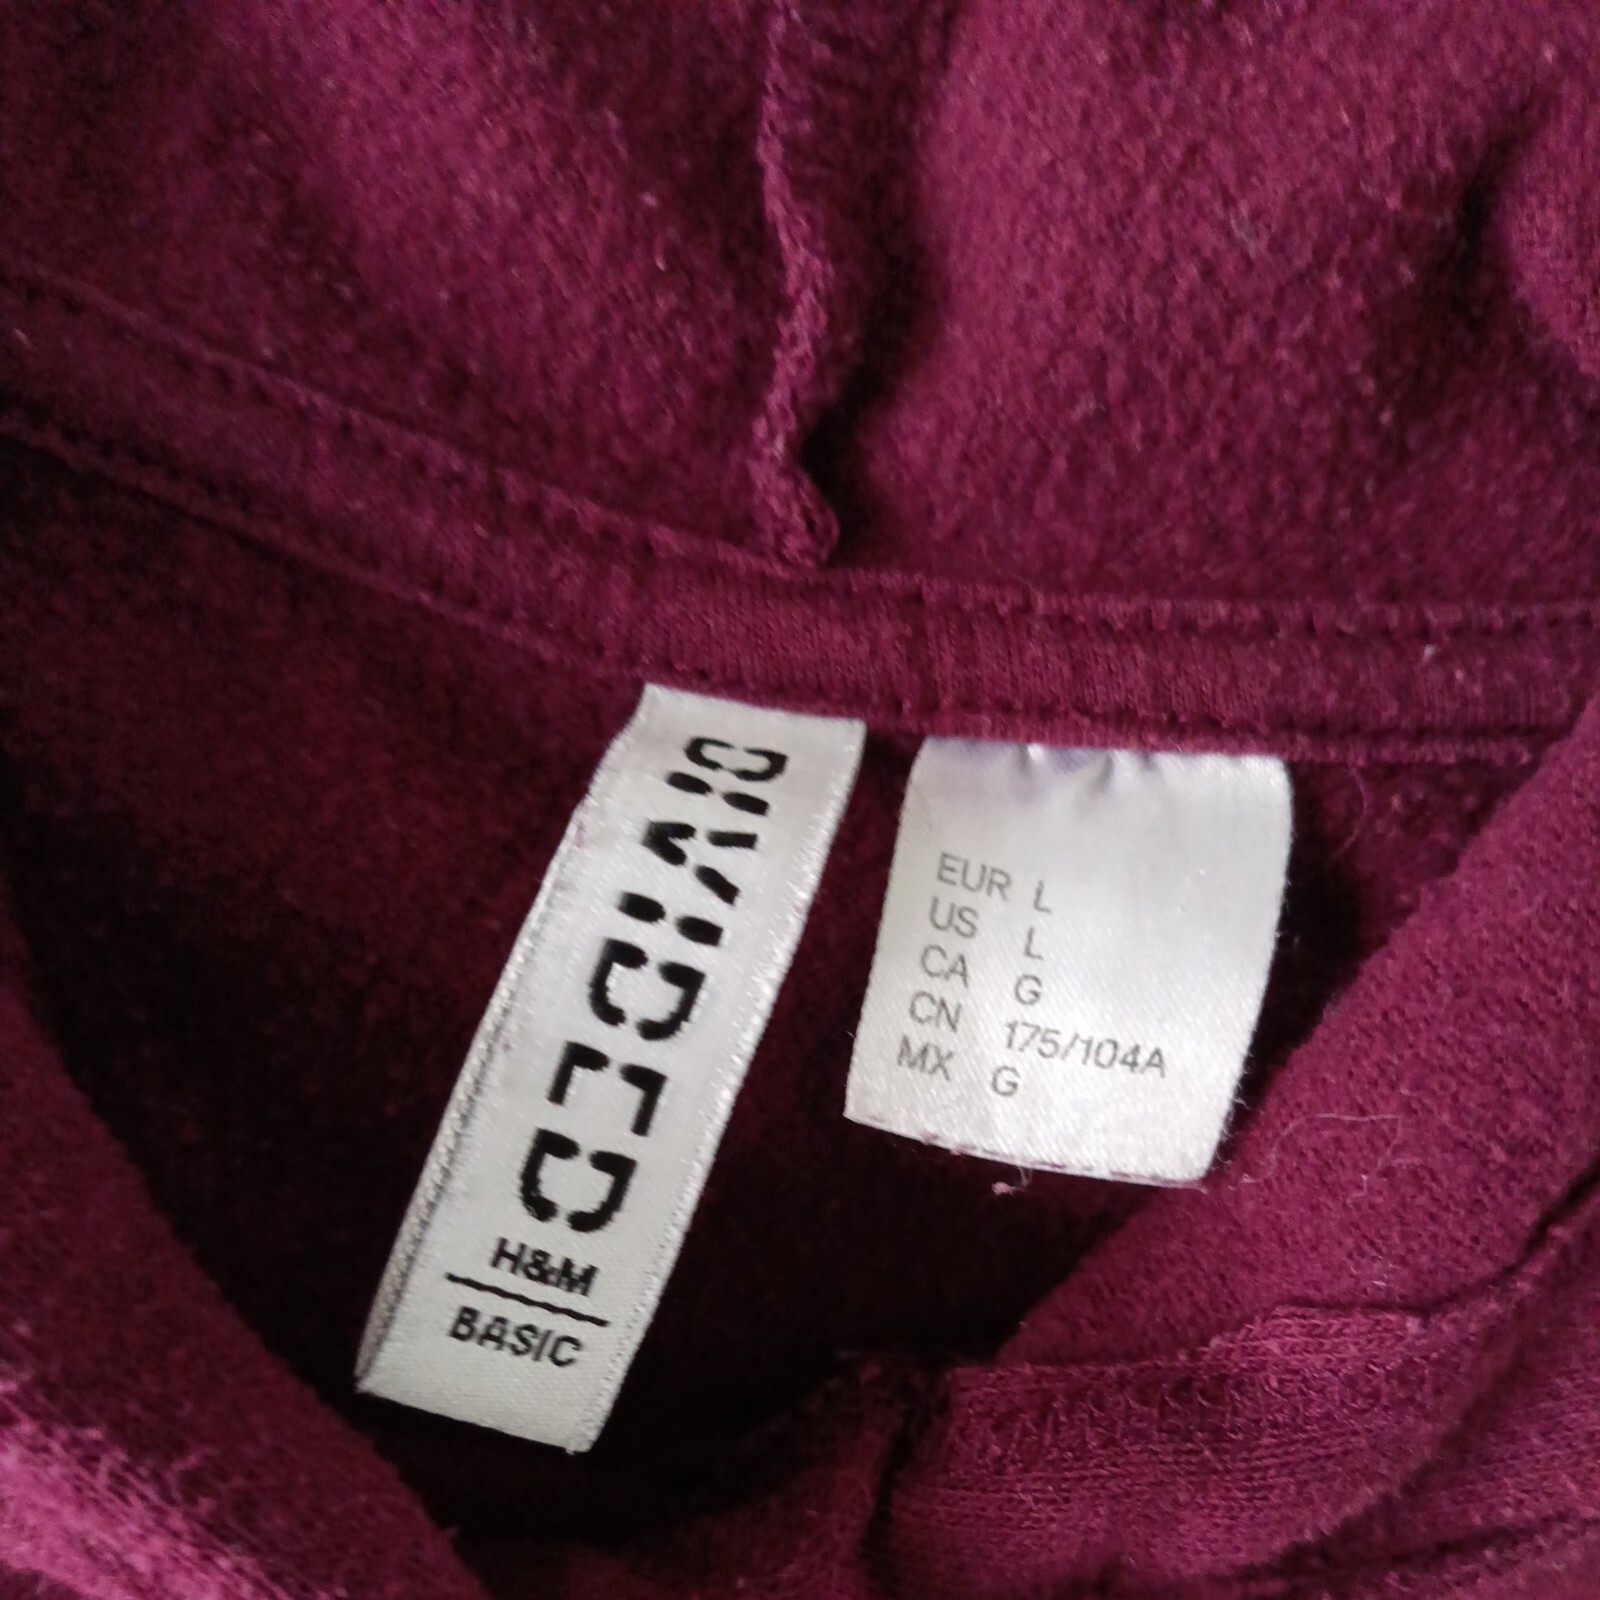 DIVIDED
H&M
BASIC
EUR L
US L
CA G
CN 175/104A
MX G